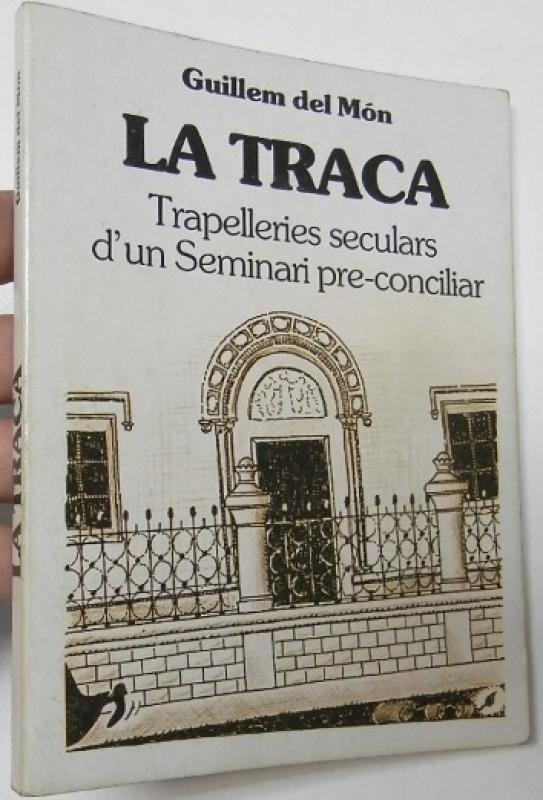 Guillem del Món
LA TRACA
Trapelleries seculars
d'un Seminari pre-conciliar
Guillem del Món
LA TRACA